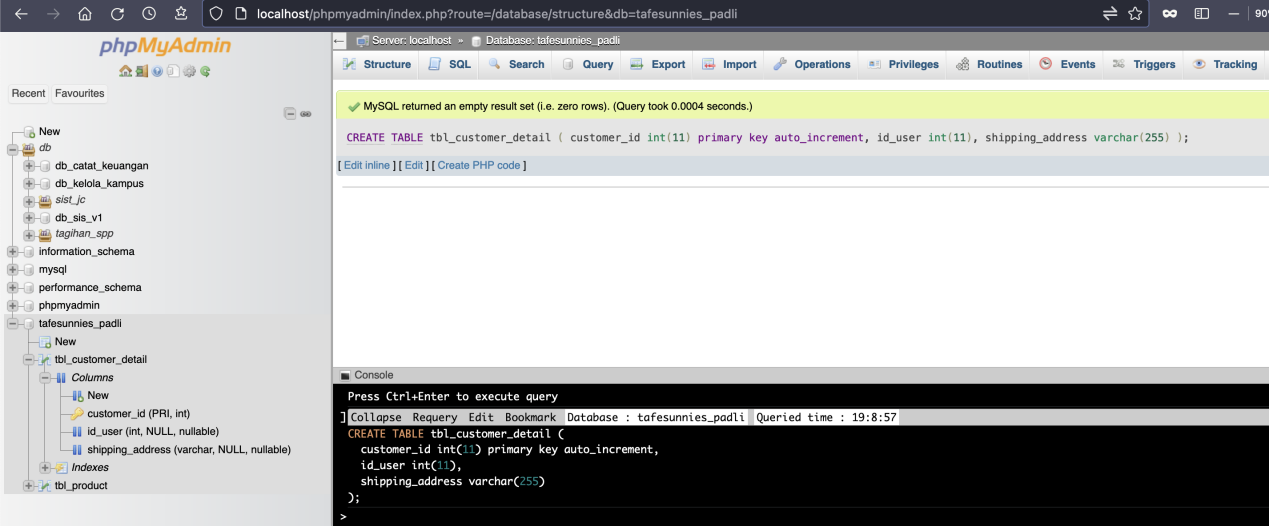 localhost/phpmyadmin/index.php?route=/database/structure&db=tafesunnies_padli
90
phpMyAdmin
Recent Favourites
New
db
db_catat_keuangan
db_kelola_kampus
sist_jc
db_sis_v1
tagihan_spp
information_schema
mysql
performance_schema
phpmyadmin
tafesunnies_padli
New
tbl_customer_detail
Columns
New
customer_id (PRI, int)
id_user (int, NULL, nullable)
shipping_address (varchar, NULL, nullable)
Indexes
tbl_product
Server: localhost » Database: tafesunnies_padli
Structure SQL Search Query Export Import Operations Privileges Routines Events Triggers Tracking
MySQL returned an empty result set (i.e. zero rows). (Query took 0.0004 seconds.)
CREATE TABLE tbl_customer_detail ( customer_id int(11) primary key auto_increment, id_user int(11), shipping_address varchar(255) );
[ Edit inline ] [ Edit ] [ Create PHP code ]
Console
Press Ctrl+Enter to execute query
] Collapse Requery Edit Bookmark Database : tafesunnies_padli Queried time : 19:8:57
CREATE TABLE tbl_customer_detail (
customer_id int(11) primary key auto_increment,
id_user int(11),
shipping_address varchar(255)
);
>